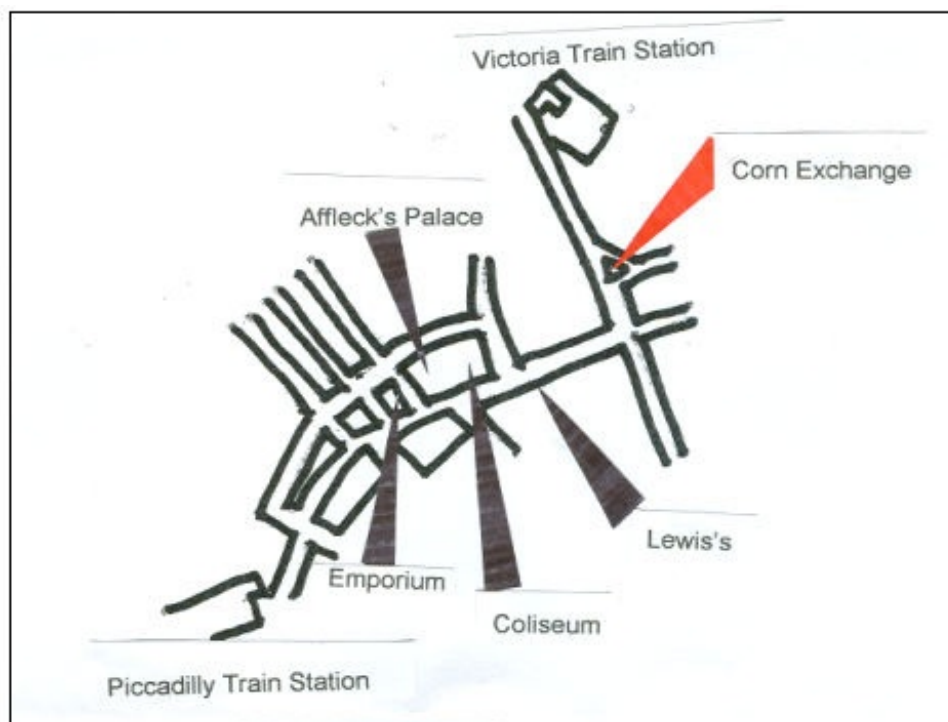 Victoria Train Station
Corn Exchange
Affleck's Palace
Lewis's
Emporium
Coliseum
Piccadilly Train Station